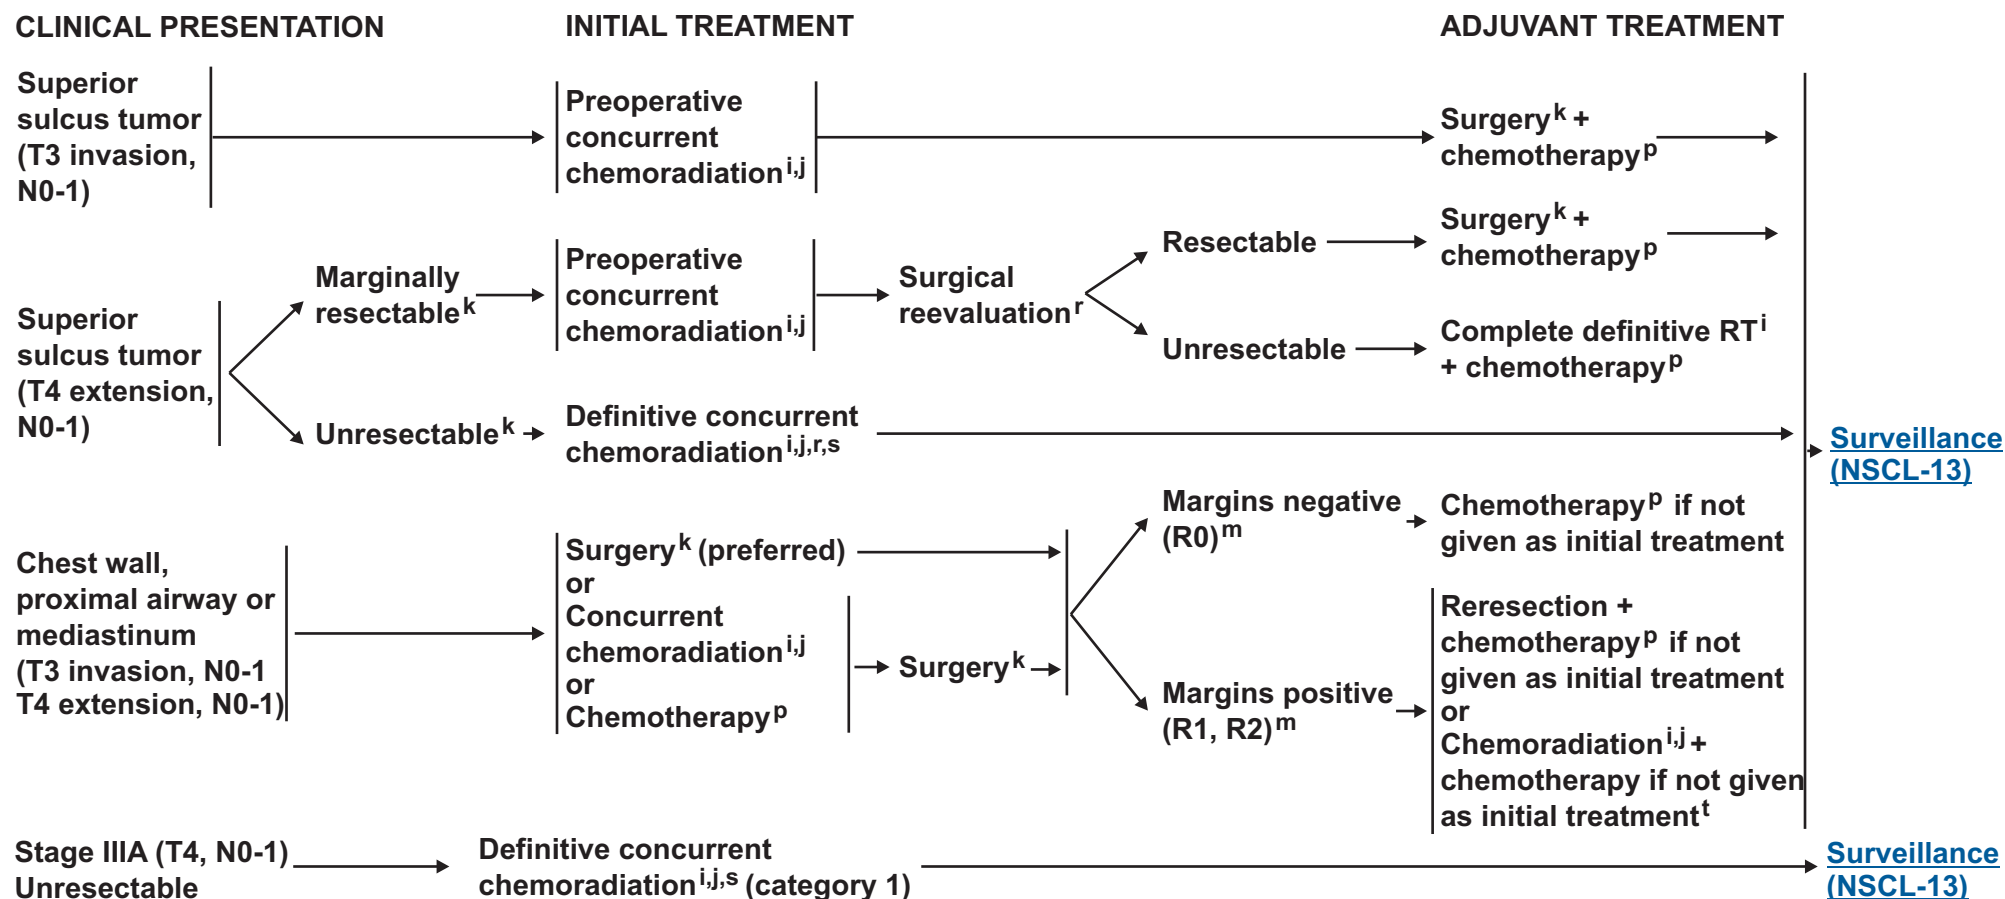 CLINICAL PRESENTATION
INITIAL TREATMENT
ADJUVANT TREATMENT
Superior
sulcus tumor
(T3 invasion,
N0-1)
Preoperative
concurrent
chemoradiation i,j
Surgery k +
chemotherapy p
Superior
sulcus tumor
(T4 extension,
N0-1)
Marginally
resectable k
Preoperative
concurrent
chemoradiation i,j
Surgical
reevaluation r
Resectable
Surgery k +
chemotherapy p
Unresectable
Complete definitive RT i
+ chemotherapy p
Unresectable k
Definitive concurrent
chemoradiation i,j,r,s
Surveillance
(NSCL-13)
Chest wall,
proximal airway or
mediastinum
(T3 invasion, N0-1
T4 extension, N0-1)
Surgery k (preferred)
or
Concurrent
chemoradiation i,j
or
Chemotherapy p
Surgery k
Margins negative
(R0) m
Chemotherapy p if not
given as initial treatment
Margins positive
(R1, R2) m
Reresection +
chemotherapy p if not
given as initial treatment
or
Chemoradiation i,j +
chemotherapy if not given
as initial treatment t
Stage IIIA (T4, N0-1)
Unresectable
Definitive concurrent
chemoradiation i,j,s (category 1)
Surveillance
(NSCL-13)